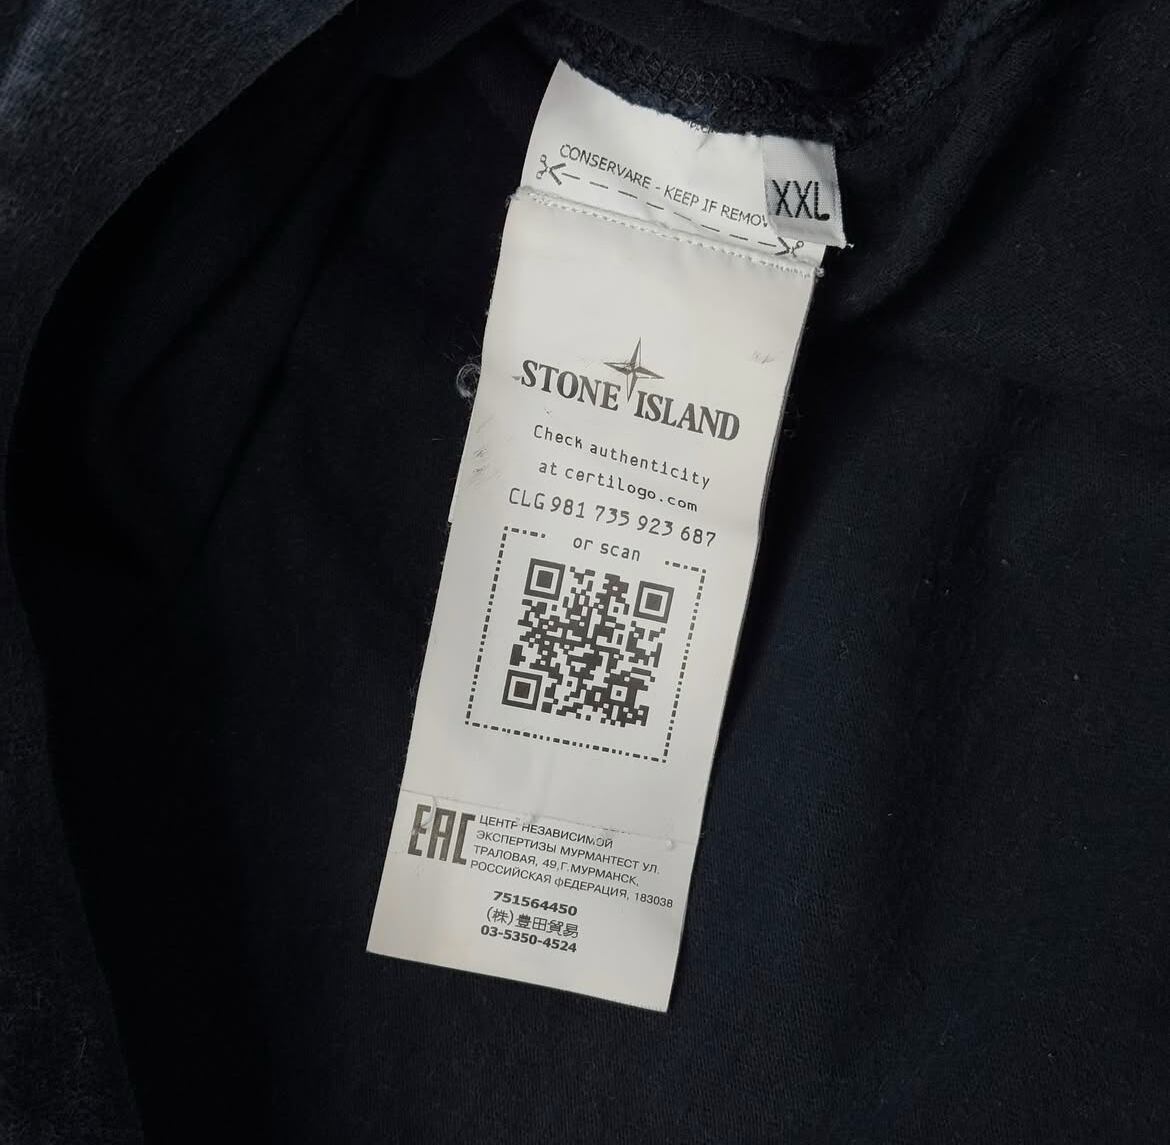 CONSERVARE - KEEP IF REMOV
XXL
STONE ISLAND
Check authenticity
at certilogo.com
CLG 981 735 923 687
or scan
EAC
ЦЕНТР НЕЗАВИСИМОЙ
ЭКСПЕРТИЗЫ МУРМАНТЕСТ УЛ.
ТРАЛОВАЯ, 49,Г.МУРМАНСК,
РОССИЙСКАЯ ФЕДЕРАЦИЯ, 183038
751564450
(株)豊田貿易
03-5350-4524